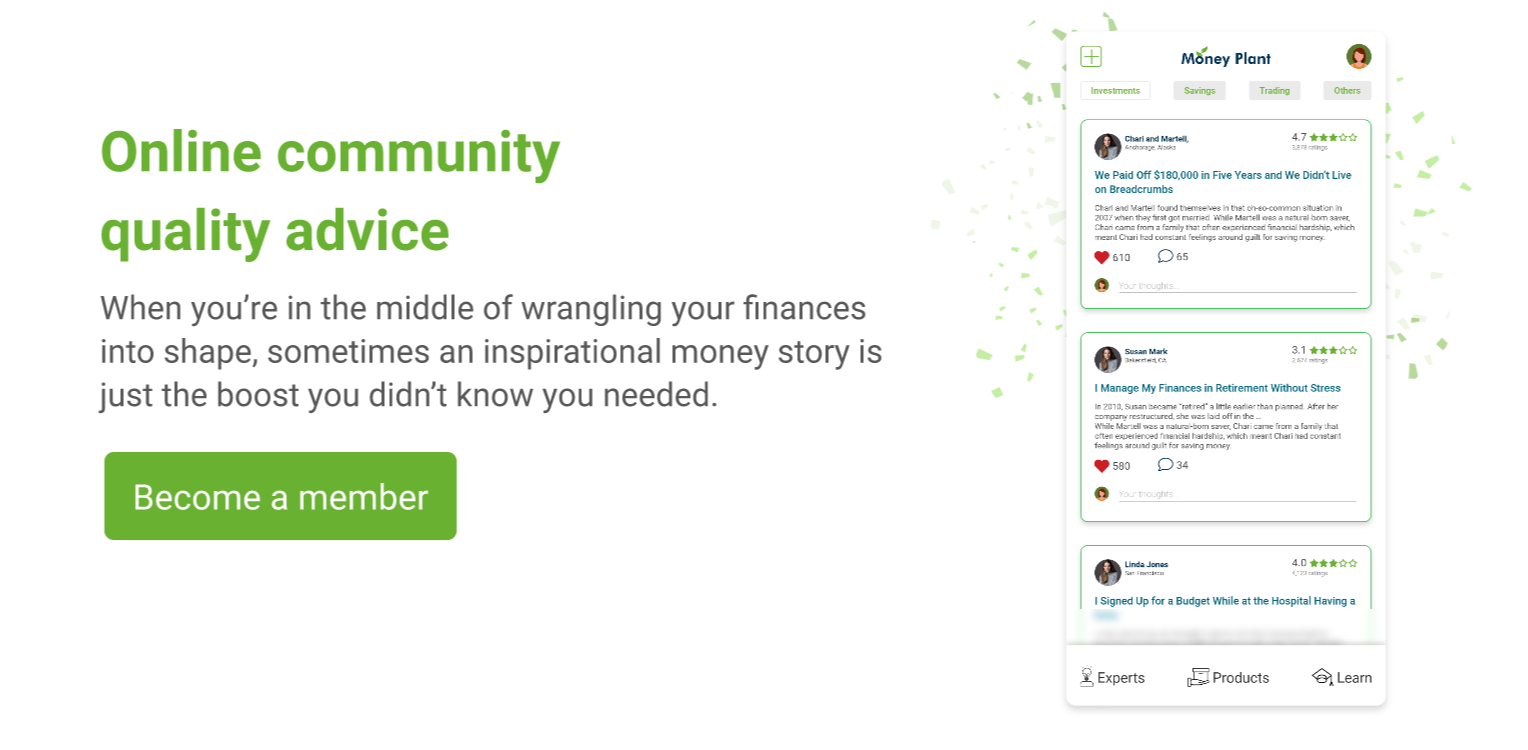 Online community
quality advice
When you’re in the middle of wrangling your finances
into shape, sometimes an inspirational money story is
just the boost you didn’t know you needed.
Become a member
Money Plant
Investments Savings Trading Others
Chari and Martell,
Anchorage, Alaska
4.7
3,878 ratings
We Paid Off $180,000 in Five Years and We Didn't Live
on Breadcrumbs
Chari and Martell found themselves in that oh-so-common situation in
2007 when they first got married. While Martell was a natural-born saver,
Chari came from a family that often experienced financial hardship, which
meant Chari had constant feelings around guilt for saving money.
610 65
Your thoughts...
Susan Mark
Bakersfield, CA
3.1
ratings
I Manage My Finances in Retirement Without Stress
In 2010, Susan became "retired" a little earlier than planned. After her
company restructured, she was laid off in the ...
While Martell was a natural-born saver, Chari came from a family that
often experienced financial hardship, which meant Chari had constant
feelings around guilt for saving money.
580 34
Your thoughts
Linda Jones
San Francisco
4.0
ratings
I Signed Up for a Budget While at the Hospital Having a
Experts Products Learn